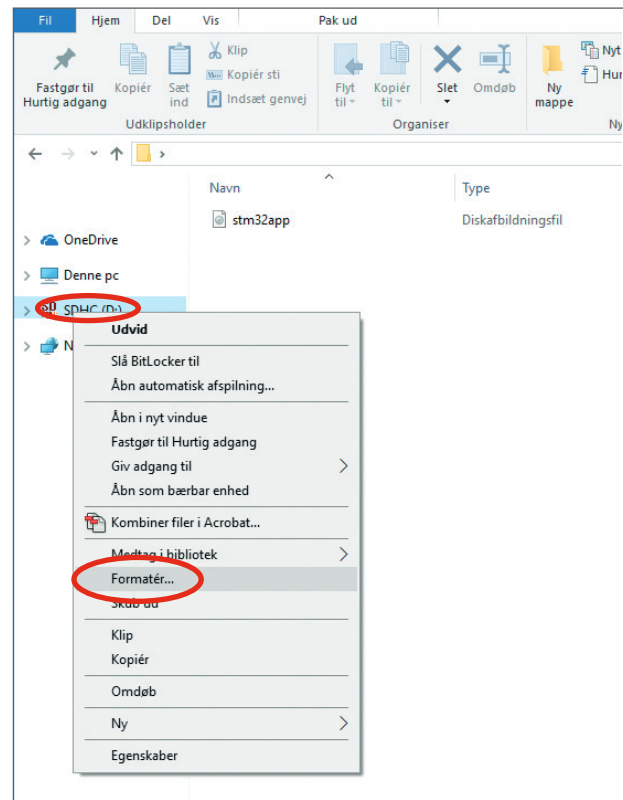 Fil Hjem Del Vis Pak ud
Klip
Kopiér sti
Indsæt genvej
Fastgør til
Hurtig adgang
Kopiér
Sæt
ind
Flyt
til
Kopiér
til
Slet
Omdøb
Ny
mappe
Nyt
Hur
Udklipsholder Organiser Ny
Navn Type
stm32app Diskafbildningsfil
OneDrive
Denne pc
SDHC (D:)
N
Udvid
Slå BitLocker til
Åbn automatisk afspilning...
Åbn i nyt vindue
Fastgør til Hurtig adgang
Giv adgang til
Åbn som bærbar enhed
Kombiner filer i Acrobat...
Medtag i bibliotek
Formatér...
Skub ud
Klip
Kopiér
Omdøb
Ny
Egenskaber